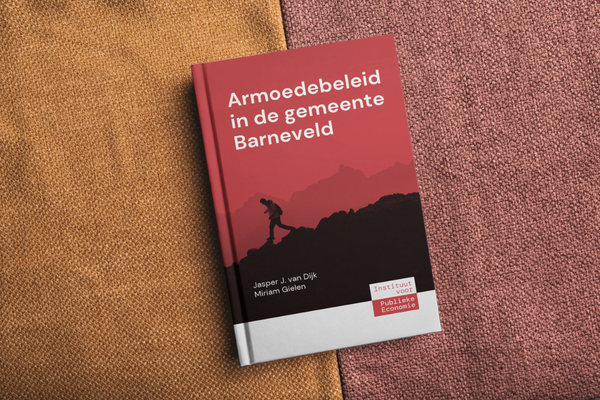 Armoedebeleid
in de gemeente
Barneveld
Jasper J. van Dijk
Miriam Gielen
Instituut
voor
Publieke
Economie